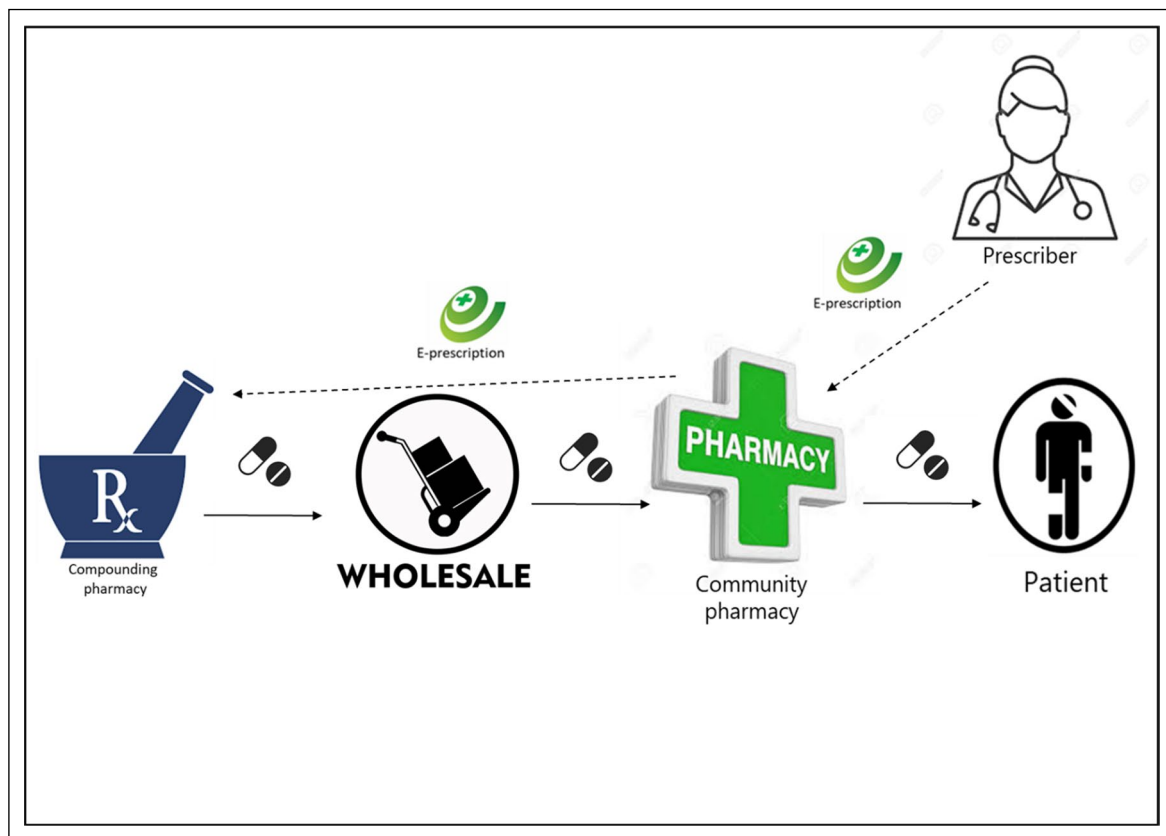 Prescriber
E-prescription
E-prescription
PHARMACY
Rx
Compounding
pharmacy
WHOLESALE
Community
pharmacy
Patient